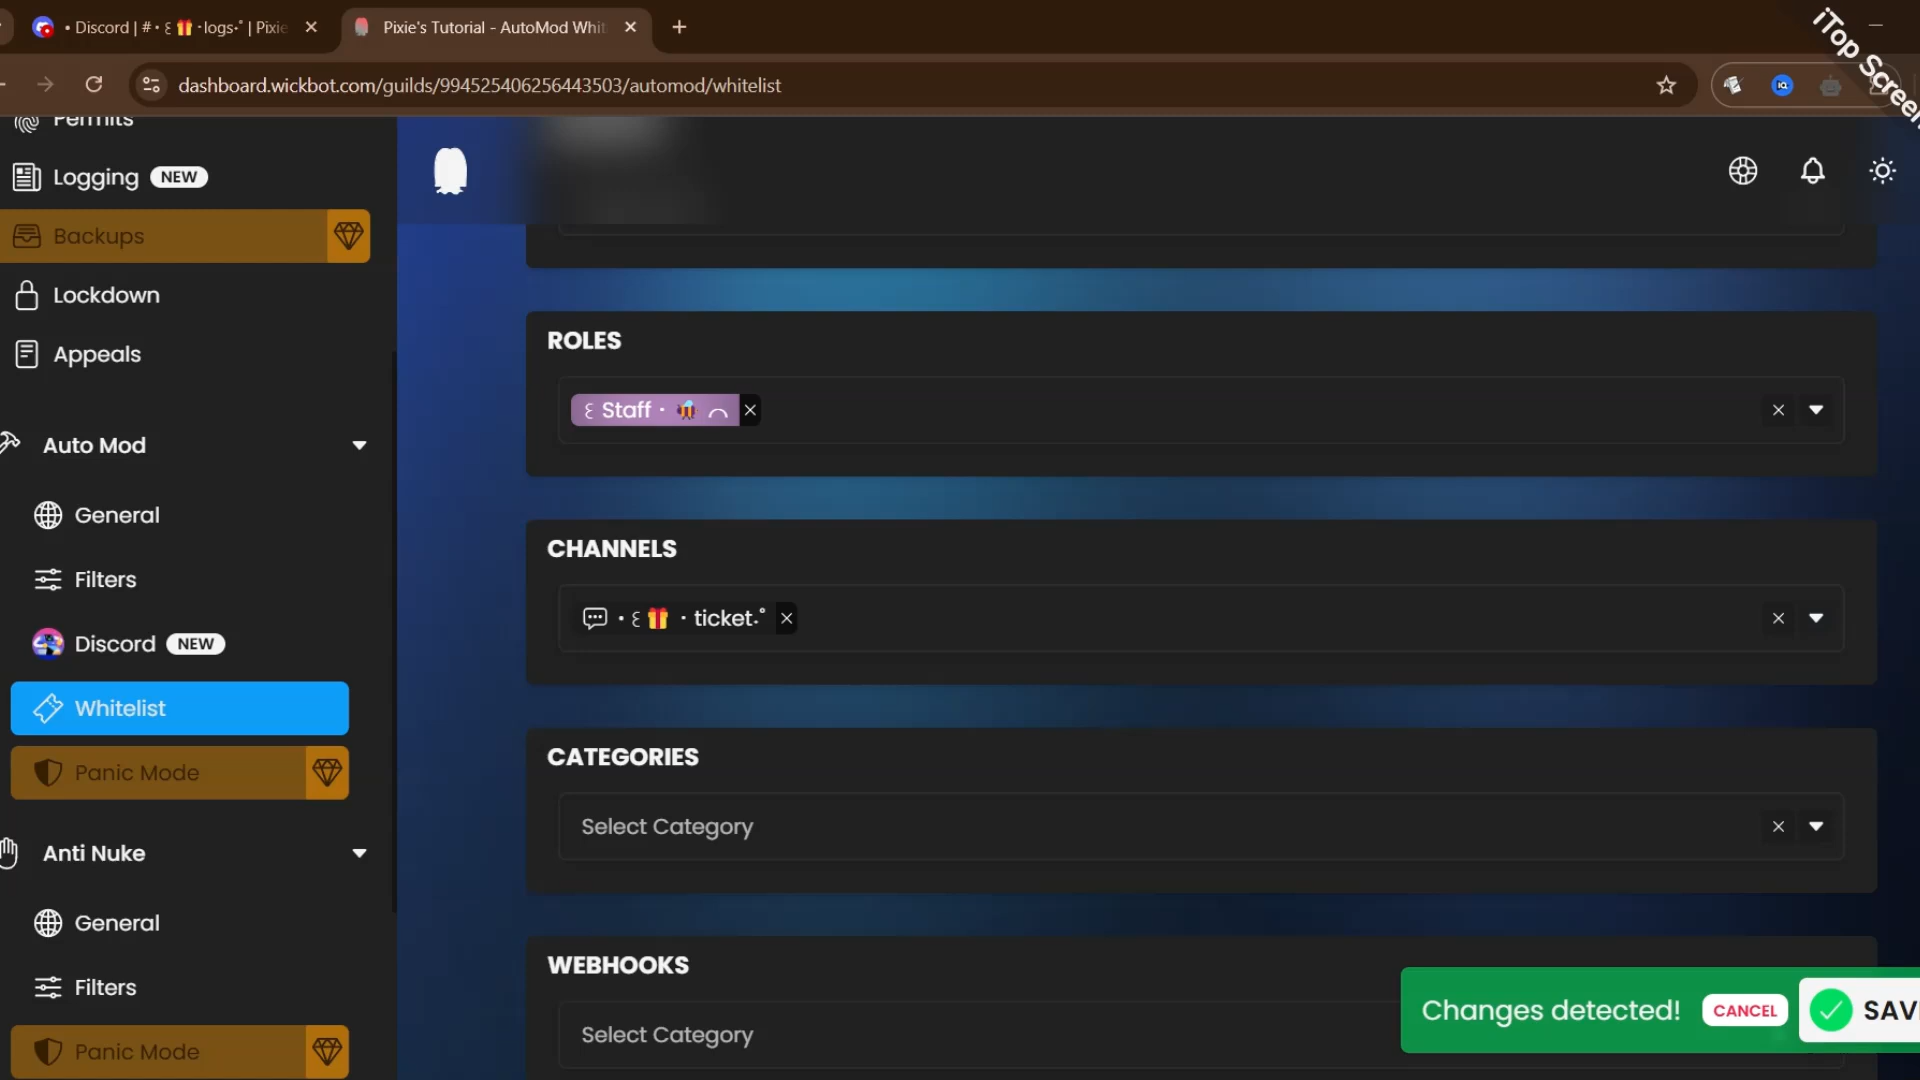 • Discord | # • ꒰🎁・logs˖˚ | Pixie
Pixie's Tutorial - AutoMod Whit
iTop Screen
dashboard.wickbot.com/guilds/994525406256443503/automod/whitelist
Permits
Logging NEW
Backups
Lockdown
Appeals
Auto Mod
General
Filters
Discord NEW
Whitelist
Panic Mode
Anti Nuke
General
Filters
Panic Mode
ROLES
꒰ Staff・🐝 ︵
CHANNELS
• ꒰🎁・ticket˖˚
CATEGORIES
Select Category
WEBHOOKS
Select Category
Changes detected! CANCEL SAV